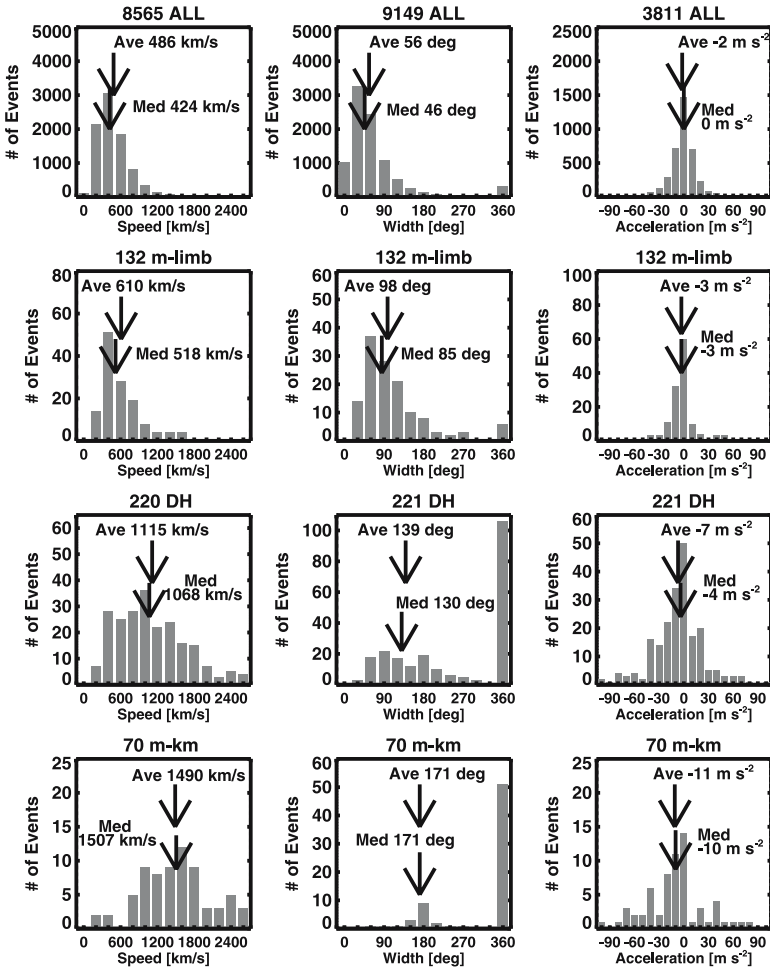 8565 ALL
Ave 486 km/s
Med 424 km/s
# of Events
5000
4000
3000
2000
1000
0
0 600 1200 1800 2400
Speed [km/s]
9149 ALL
Ave 56 deg
Med 46 deg
# of Events
5000
4000
3000
2000
1000
0
0 90 180 270 360
Width [deg]
3811 ALL
Ave -2 m s⁻²
Med
0 m s⁻²
# of Events
2500
2000
1500
1000
500
0
-90 -60 -30 0 30 60 90
Acceleration [m s⁻²]
132 m-limb
Ave 610 km/s
Med 518 km/s
# of Events
80
60
40
20
0
0 600 1200 1800 2400
Speed [km/s]
132 m-limb
Ave 98 deg
Med 85 deg
# of Events
60
50
40
30
20
10
0
0 90 180 270 360
Width [deg]
132 m-limb
Ave -3 m s⁻²
Med
-3 m s⁻²
# of Events
100
80
60
40
20
0
-90 -60 -30 0 30 60 90
Acceleration [m s⁻²]
220 DH
Ave 1115 km/s
Med
1068 km/s
# of Events
60
50
40
30
20
10
0
0 600 1200 1800 2400
Speed [km/s]
221 DH
Ave 139 deg
Med 130 deg
# of Events
100
80
60
40
20
0
0 90 180 270 360
Width [deg]
221 DH
Ave -7 m s⁻²
Med
-4 m s⁻²
# of Events
60
50
40
30
20
10
0
-90 -60 -30 0 30 60 90
Acceleration [m s⁻²]
70 m-km
Ave 1490 km/s
Med
1507 km/s
# of Events
25
20
15
10
5
0
0 600 1200 1800 2400
Speed [km/s]
70 m-km
Ave 171 deg
Med 171 deg
# of Events
60
50
40
30
20
10
0
0 90 180 270 360
Width [deg]
70 m-km
Ave -11 m s⁻²
Med
-10 m s⁻²
# of Events
25
20
15
10
5
0
-90 -60 -30 0 30 60 90
Acceleration [m s⁻²]